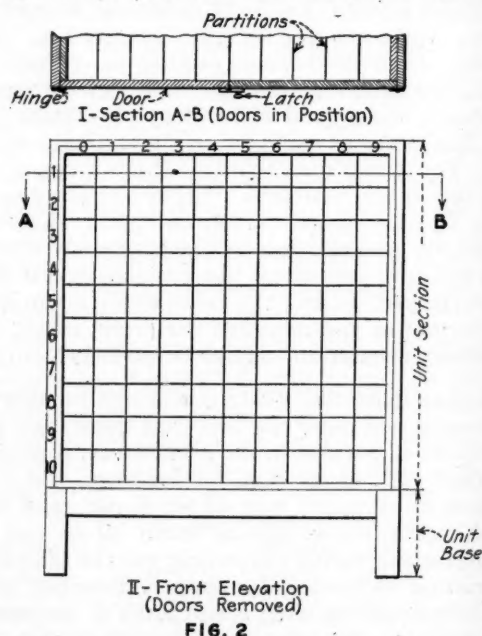 Partitions
Hinges
Door
Latch
I-Section A-B (Doors in Position)
0 1 2 3 4 5 6 7 8 9
1
A
B
2
3
4
5
6
7
8
9
10
Unit Section
Unit
Base
II-Front Elevation
(Doors Removed)
FIG. 2